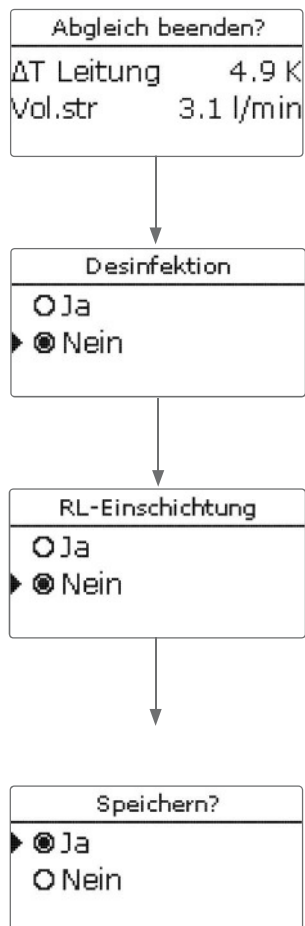 Abgleich beenden?
ΔT Leitung 4.9 K
Vol.str 3.1 l/min
Desinfektion
Ja
Nein
RL-Einschichtung
Ja
Nein
Speichern?
Ja
Nein